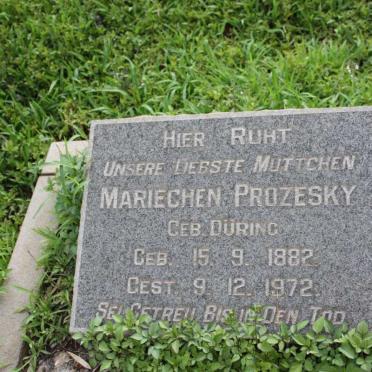 HIER RUHT
UNSERE LIEBSTE MUTTCHEN
MARIECHEN PROZESKY
GEB. DÜRING
GEB. 15. 9. 1882.
GEST. 9. 12. 1972.
SEI GETREU BIS IN DEN TOD